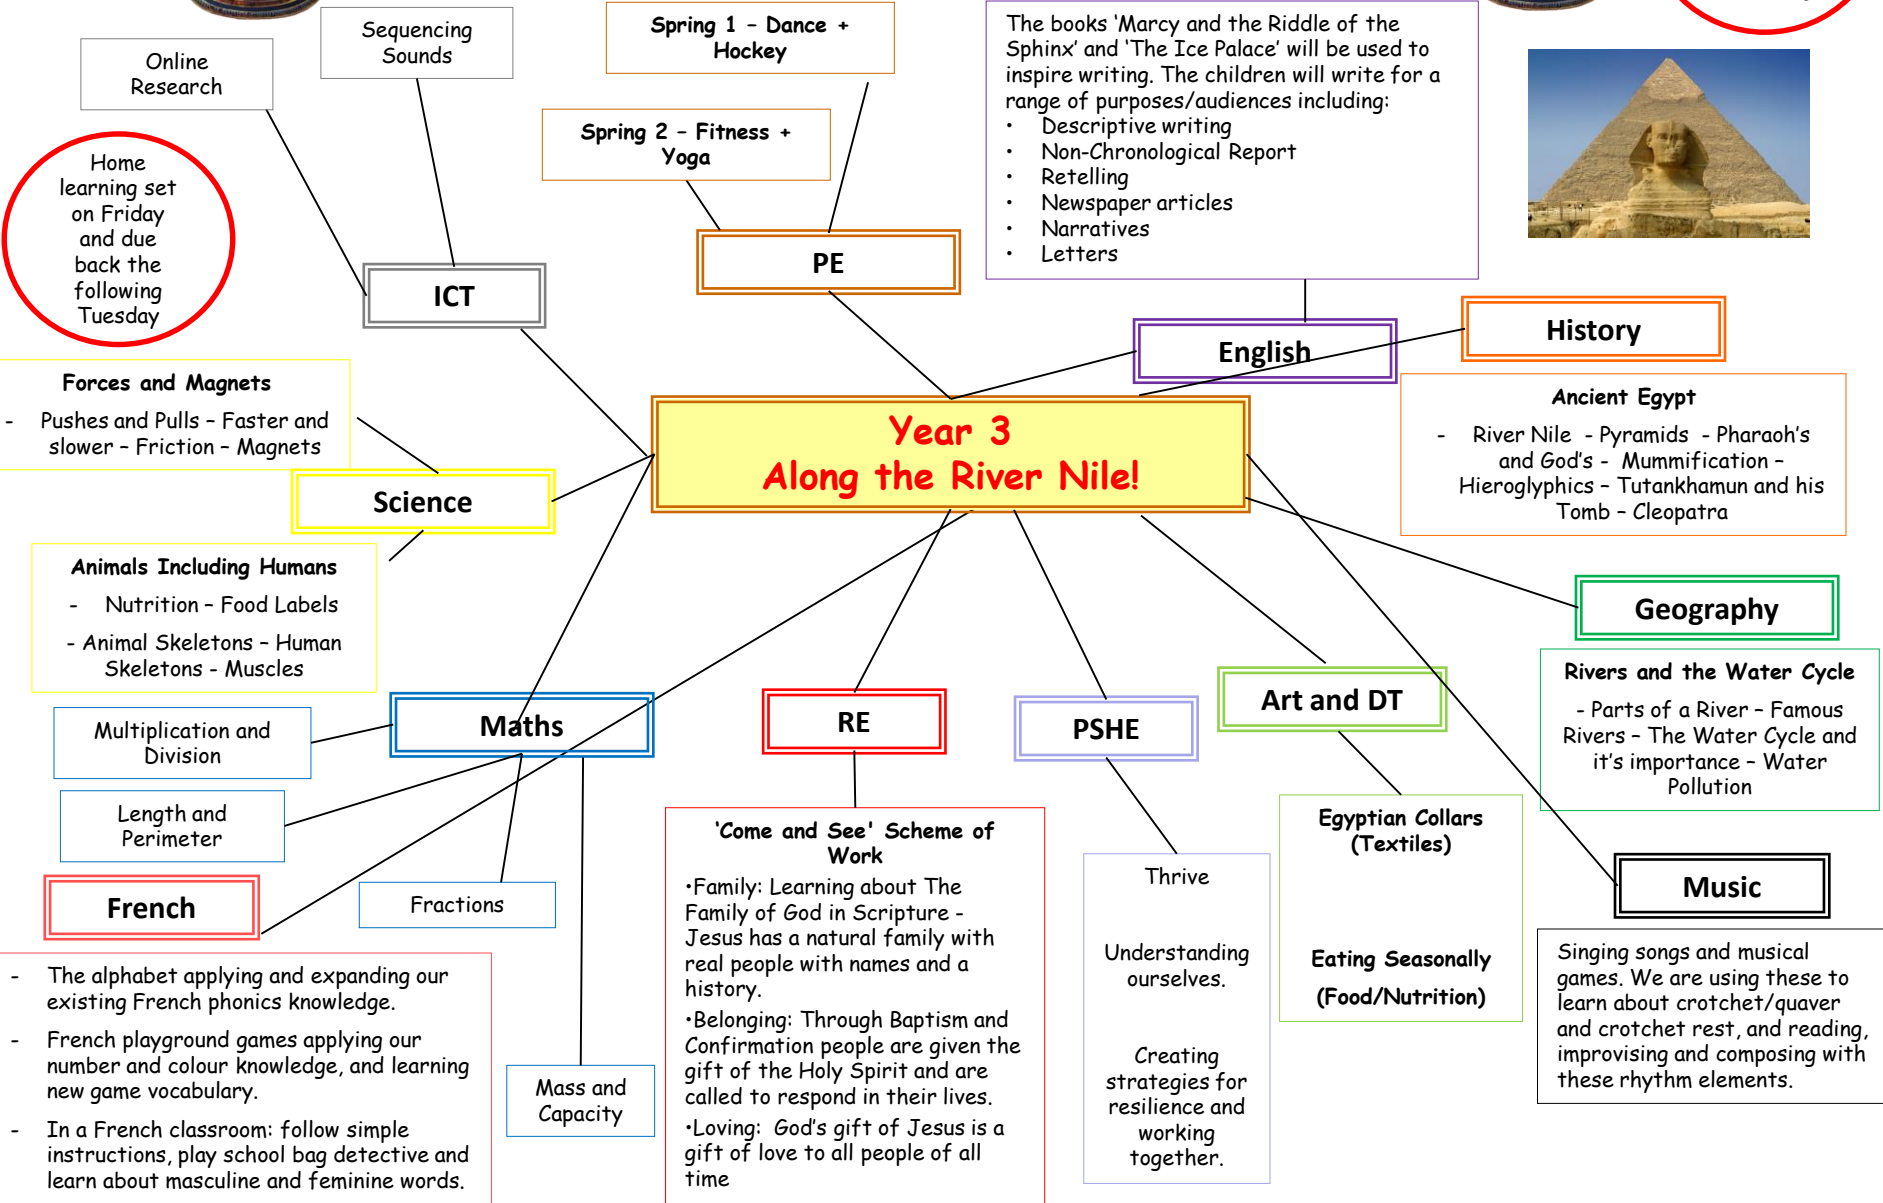 Sequencing
Sounds
Online
Research
Spring 1 – Dance +
Hockey
Spring 2 – Fitness +
Yoga
The books ‘Marcy and the Riddle of the
Sphinx’ and ‘The Ice Palace’ will be used to
inspire writing. The children will write for a
range of purposes/audiences including:
• Descriptive writing
• Non-Chronological Report
• Retelling
• Newspaper articles
• Narratives
• Letters
Home
learning set
on Friday
and due
back the
following
Tuesday
ICT
PE
English
History
Forces and Magnets
- Pushes and Pulls – Faster and
slower – Friction – Magnets
Year 3
Along the River Nile!
Ancient Egypt
- River Nile - Pyramids - Pharaoh’s
and God’s - Mummification –
Hieroglyphics – Tutankhamun and his
Tomb – Cleopatra
Science
Animals Including Humans
- Nutrition – Food Labels
- Animal Skeletons – Human
Skeletons - Muscles
Geography
Rivers and the Water Cycle
- Parts of a River – Famous
Rivers – The Water Cycle and
it’s importance – Water
Pollution
Maths
RE
PSHE
Art and DT
Multiplication and
Division
Length and
Perimeter
Fractions
Mass and
Capacity
French
- The alphabet applying and expanding our
existing French phonics knowledge.
- French playground games applying our
number and colour knowledge, and learning
new game vocabulary.
- In a French classroom: follow simple
instructions, play school bag detective and
learn about masculine and feminine words.
‘Come and See' Scheme of
Work
•Family: Learning about The
Family of God in Scripture -
Jesus has a natural family with
real people with names and a
history.
•Belonging: Through Baptism and
Confirmation people are given the
gift of the Holy Spirit and are
called to respond in their lives.
•Loving: God’s gift of Jesus is a
gift of love to all people of all
time
Thrive
Understanding
ourselves.
Creating
strategies for
resilience and
working
together.
Egyptian Collars
(Textiles)
Eating Seasonally
(Food/Nutrition)
Music
Singing songs and musical
games. We are using these to
learn about crotchet/quaver
and crotchet rest, and reading,
improvising and composing with
these rhythm elements.